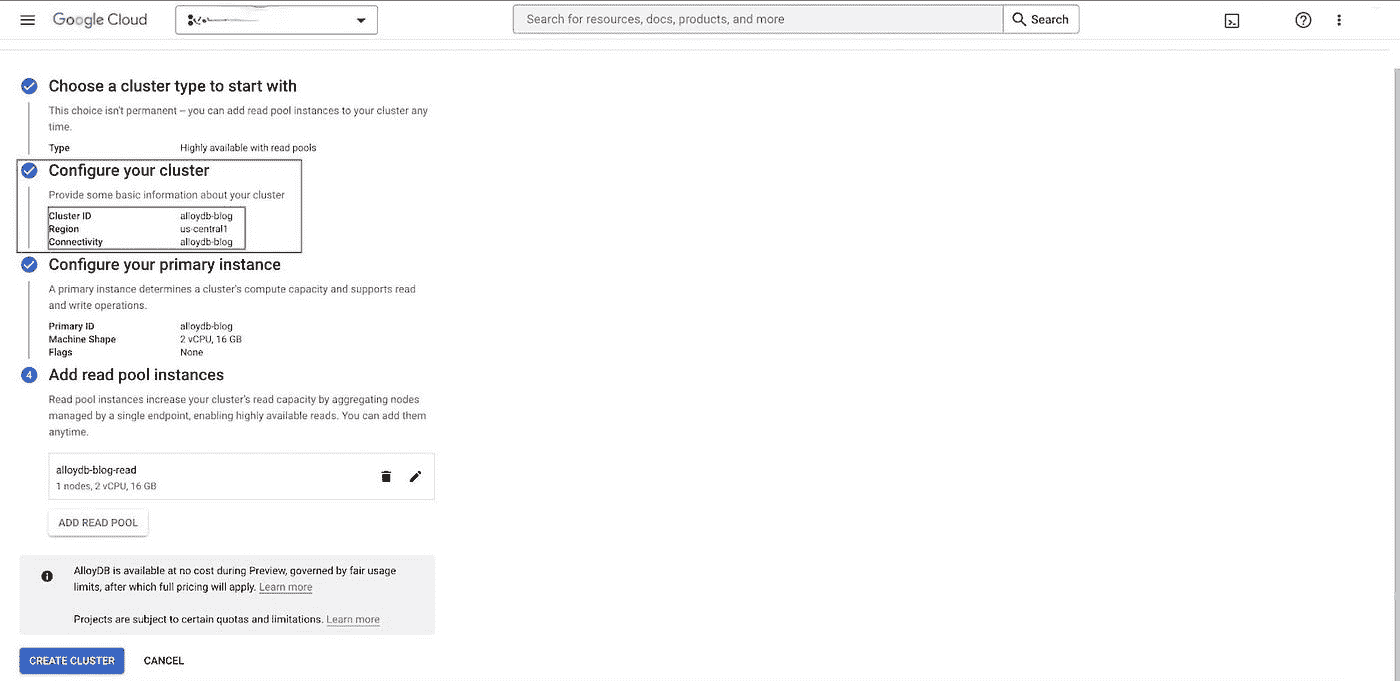 Google Cloud
Search for resources, docs, products, and more
Search
Choose a cluster type to start with
This choice isn't permanent – you can add read pool instances to your cluster any
time.
Type Highly available with read pools
Configure your cluster
Provide some basic information about your cluster
Cluster ID alloydb-blog
Region us-central1
Connectivity alloydb-blog
Configure your primary instance
A primary instance determines a cluster's compute capacity and supports read
and write operations.
Primary ID alloydb-blog
Machine Shape 2 vCPU, 16 GB
Flags None
4 Add read pool instances
Read pool instances increase your cluster's read capacity by aggregating nodes
managed by a single endpoint, enabling highly available reads. You can add them
anytime.
alloydb-blog-read
1 nodes, 2 vCPU, 16 GB
ADD READ POOL
AlloyDB is available at no cost during Preview, governed by fair usage
limits, after which full pricing will apply. Learn more
Projects are subject to certain quotas and limitations. Learn more
CREATE CLUSTER CANCEL